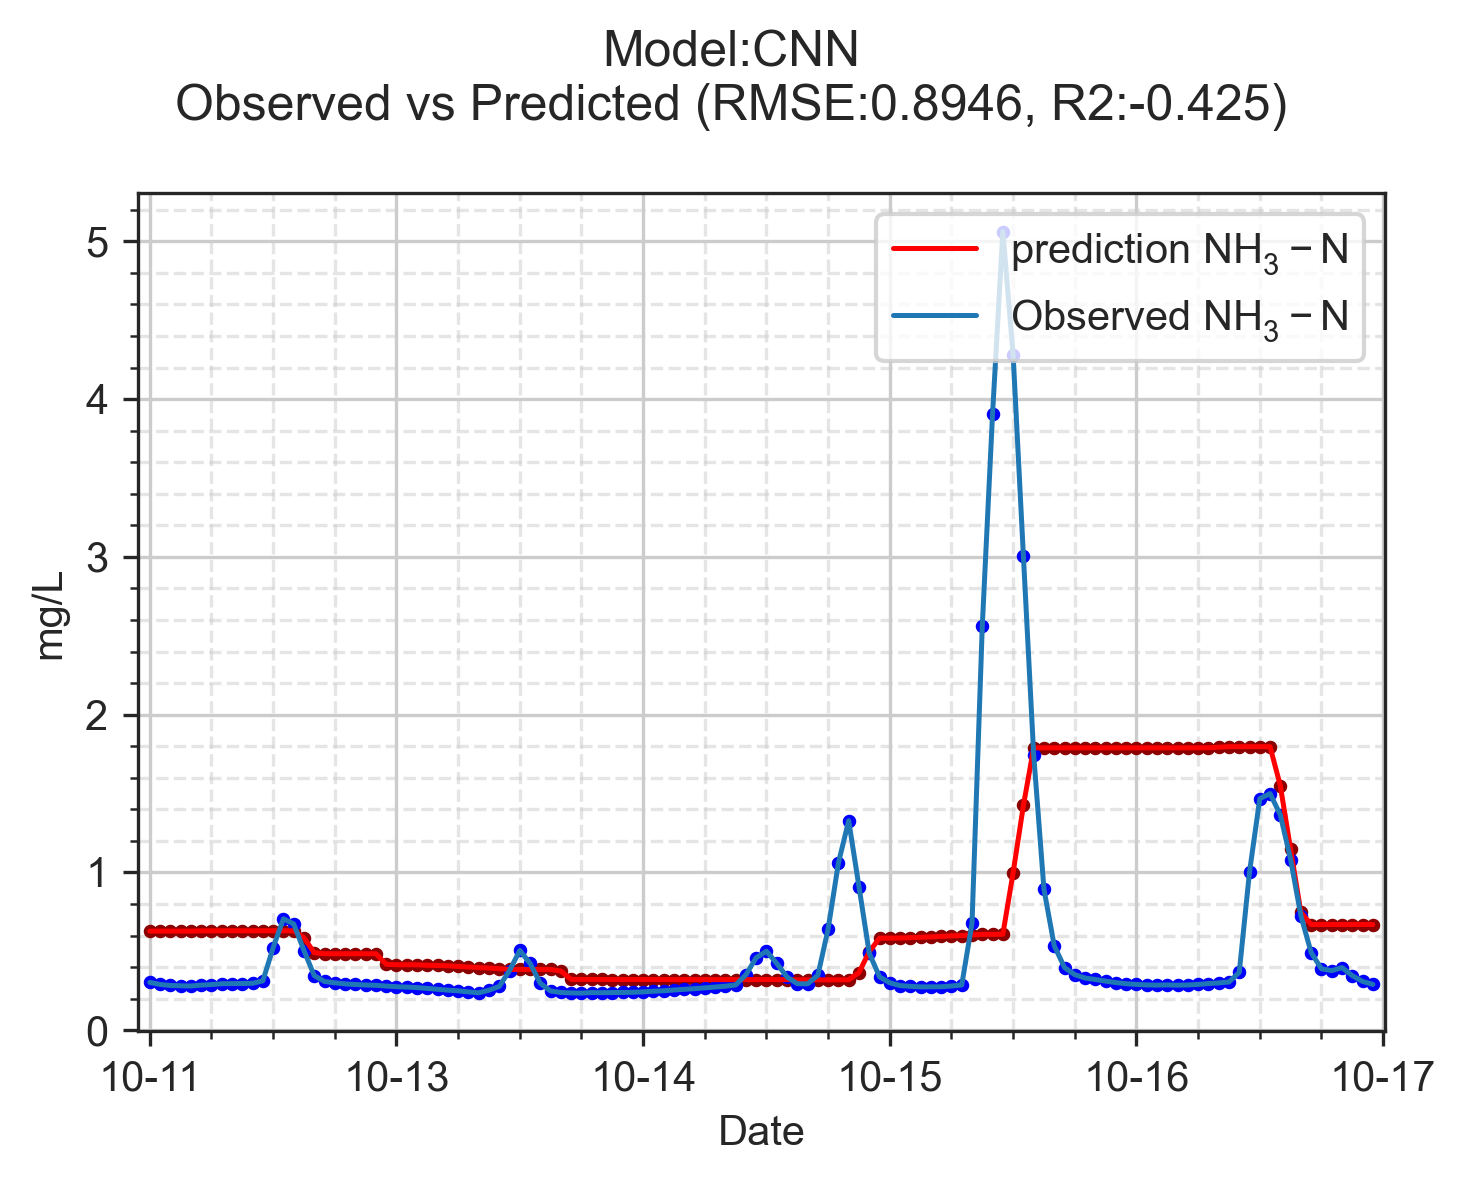 Model:CNN
Observed vs Predicted (RMSE:0.8946, R2:-0.425)
prediction NH₃ − N
Observed NH₃ − N
5
4
3
2
1
0
mg/L
10-11 10-13 10-14 10-15 10-16 10-17
Date